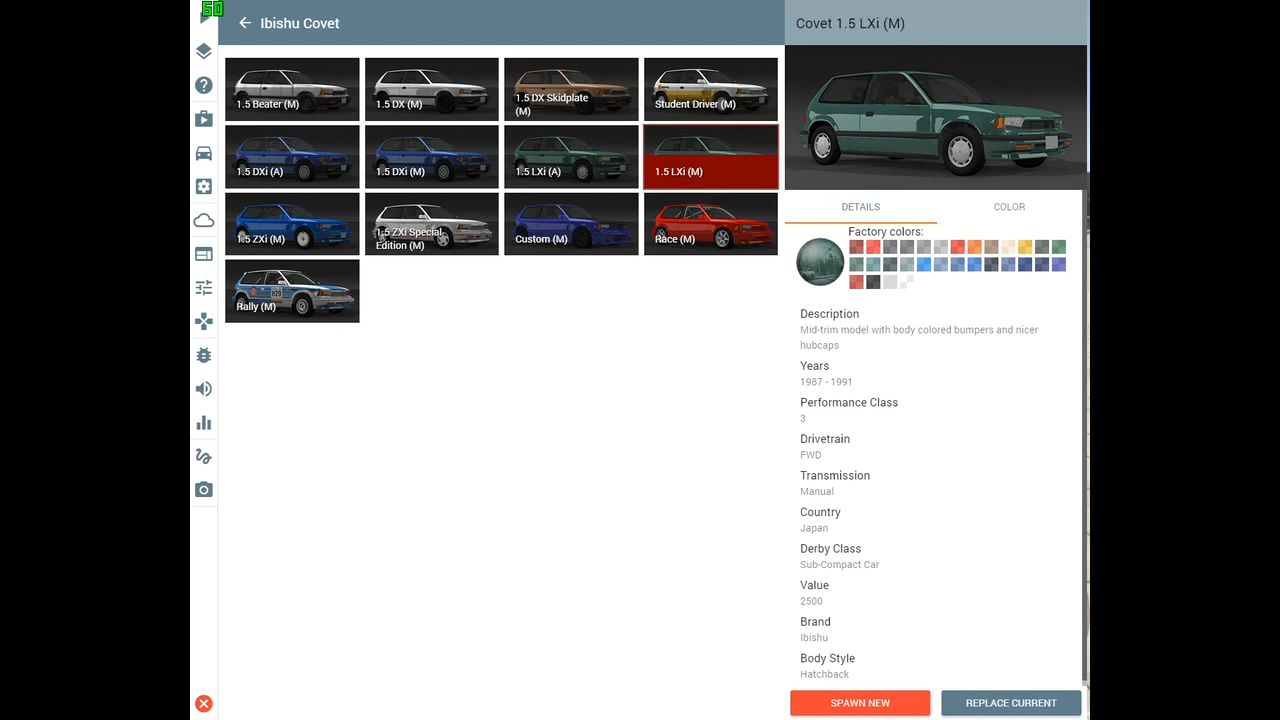 60
Ibishu Covet
Covet 1.5 LXi (M)
1.5 Beater (M)
1.5 DX (M)
1.5 DX Skidplate
(M)
Student Driver (M)
1.5 DXi (A)
1.5 DXi (M)
1.5 LXi (A)
1.5 LXi (M)
1.5 ZXi (M)
1.5 ZXi Special
Edition (M)
Custom (M)
Race (M)
Rally (M)
DETAILS
COLOR
Factory colors:
Description
Mid-trim model with body colored bumpers and nicer
hubcaps
Years
1987 - 1991
Performance Class
3
Drivetrain
FWD
Transmission
Manual
Country
Japan
Derby Class
Sub-Compact Car
Value
2500
Brand
Ibishu
Body Style
Hatchback
SPAWN NEW
REPLACE CURRENT